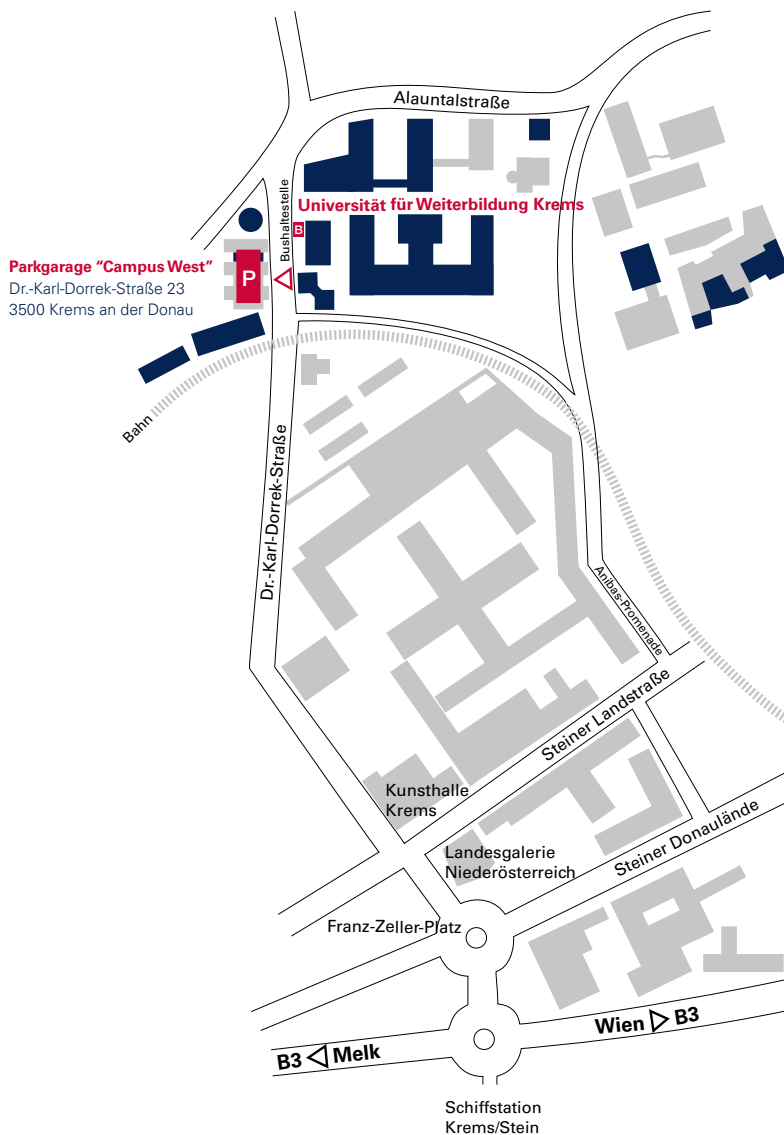 Alauntalstraße
Bushaltestelle
Universität für Weiterbildung Krems
B
Parkgarage “Campus West”
Dr.-Karl-Dorrek-Straße 23
3500 Krems an der Donau
P
Bahn
Dr.-Karl-Dorrek-Straße
Anibas-Promenade
Steiner Landstraße
Kunsthalle
Krems
Landesgalerie
Niederösterreich
Steiner Donaulände
Franz-Zeller-Platz
Wien B3
B3 Melk
Schiffstation
Krems/Stein